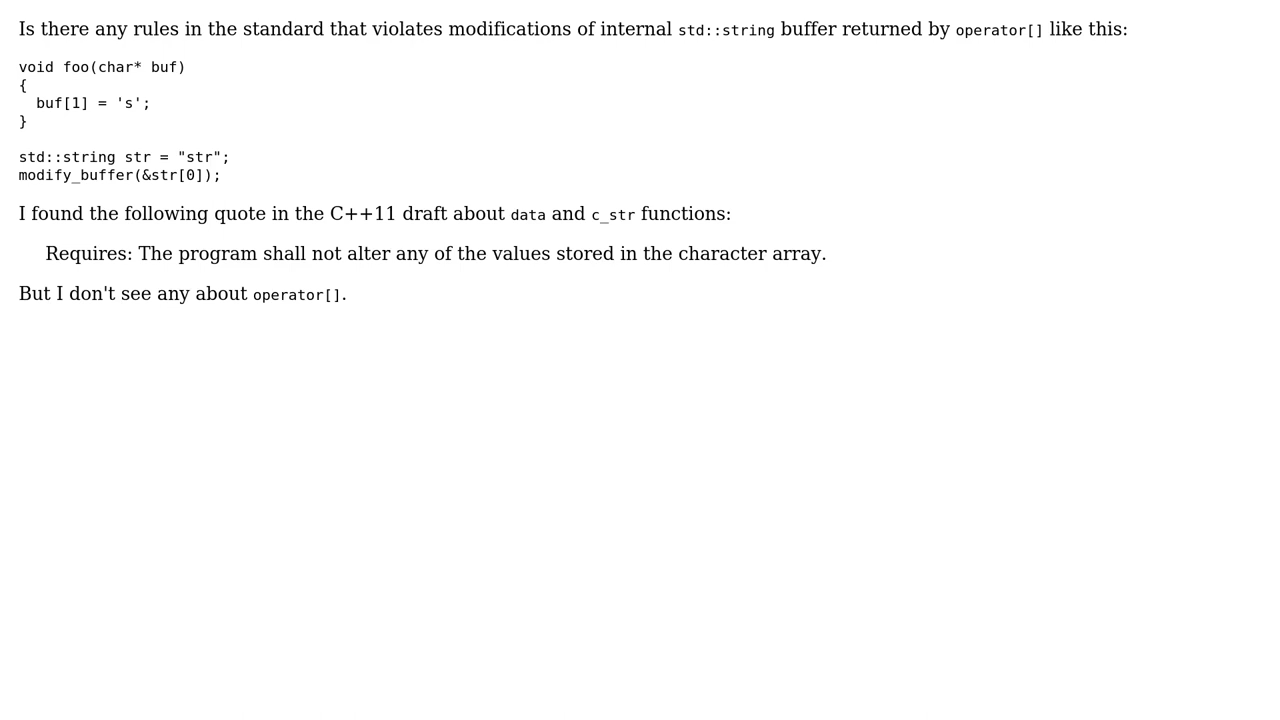 Is there any rules in the standard that violates modifications of internal std::string buffer returned by operator[] like this:
void foo(char* buf)
{
  buf[1] = 's';
}
std::string str = "str";
modify_buffer(&str[0]);
I found the following quote in the C++11 draft about data and c_str functions:
Requires: The program shall not alter any of the values stored in the character array.
But I don't see any about operator[].